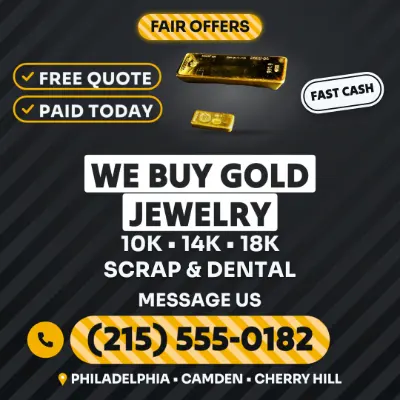 FAIR OFFERS
FREE QUOTE
PAID TODAY
FAST CASH
WE BUY GOLD
JEWELRY
10K ▪ 14K ▪ 18K
SCRAP & DENTAL
MESSAGE US
(215) 555-0182
PHILADELPHIA ▪ CAMDEN ▪ CHERRY HILL